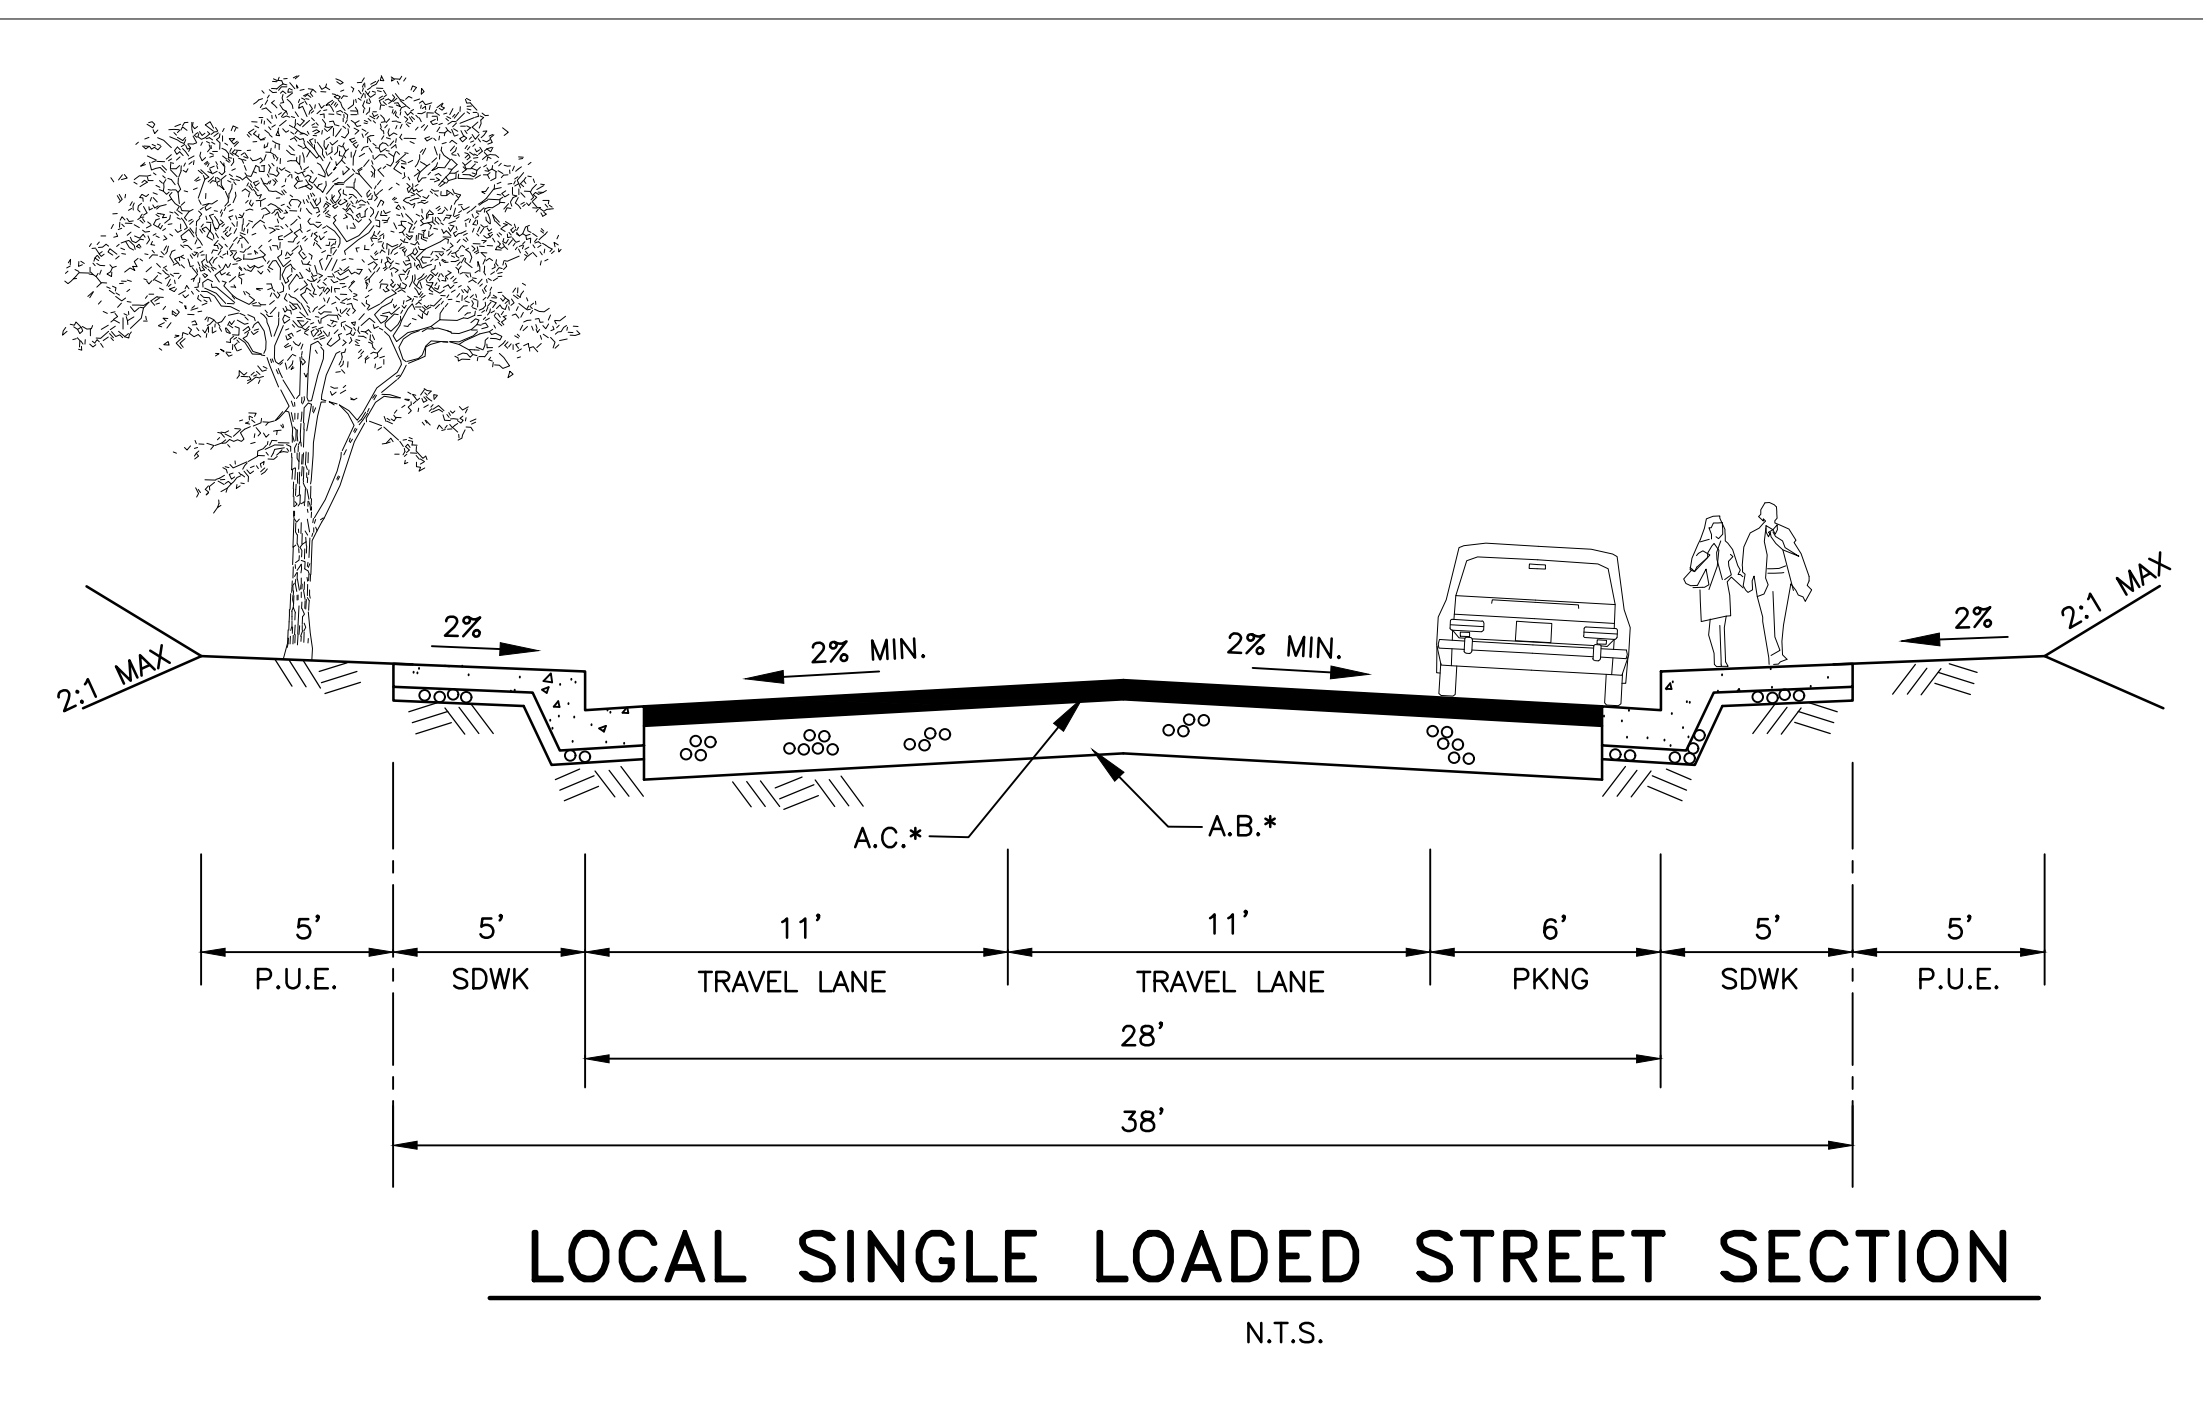 2:1 MAX
2%
2% MIN.
2% MIN.
2%
2:1 MAX
A.C.*
A.B.*
5' 5' 11' 11' 6' 5' 5'
P.U.E. SDWK TRAVEL LANE TRAVEL LANE PKNG SDWK P.U.E.
28'
38'
LOCAL SINGLE LOADED STREET SECTION
N.T.S.